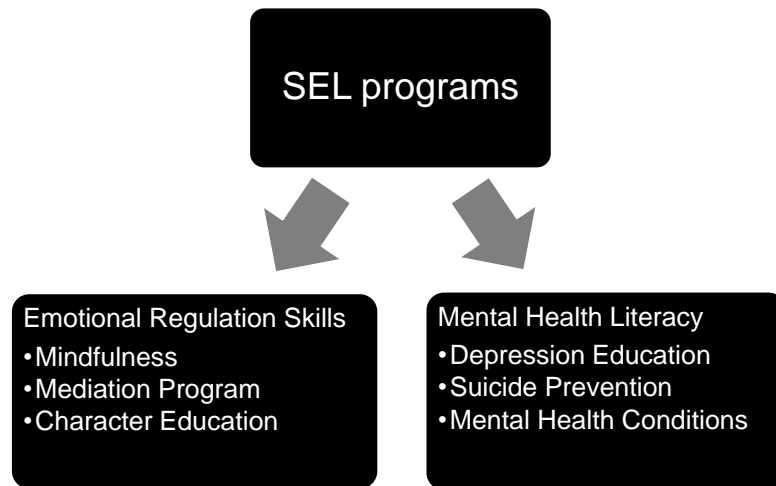 SEL programs
Emotional Regulation Skills
•Mindfulness
•Mediation Program
•Character Education
Mental Health Literacy
•Depression Education
•Suicide Prevention
•Mental Health Conditions